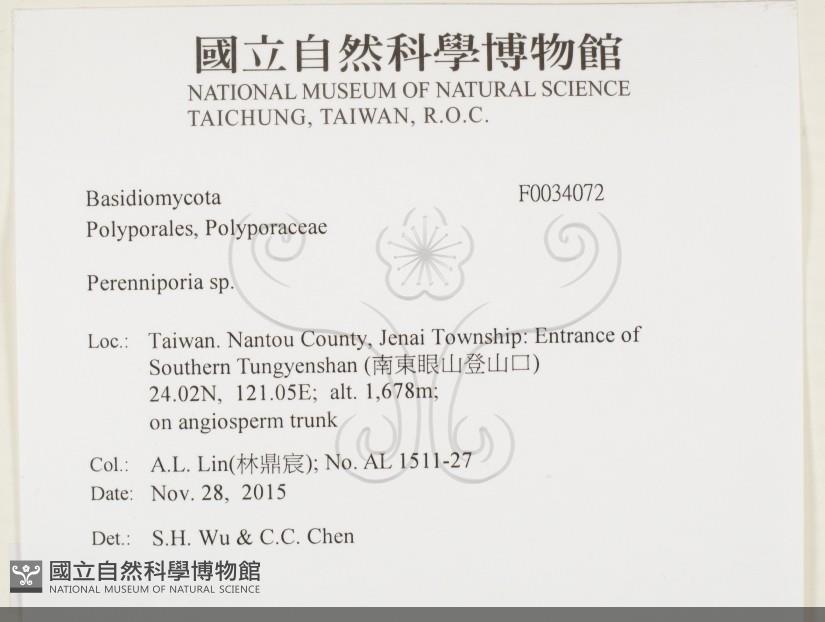 國立自然科學博物館
NATIONAL MUSEUM OF NATURAL SCIENCE
TAICHUNG, TAIWAN, R.O.C.
Basidiomycota F0034072
Polyporales, Polyporaceae
Perenniporia sp.
Loc.: Taiwan. Nantou County, Jenai Township: Entrance of
Southern Tungyenshan (南東眼山登山口)
24.02N, 121.05E; alt. 1,678m;
on angiosperm trunk
Col.: A.L. Lin(林鼎宸); No. AL 1511-27
Date: Nov. 28, 2015
Det.: S.H. Wu & C.C. Chen
國立自然科學博物館
NATIONAL MUSEUM OF NATURAL SCIENCE